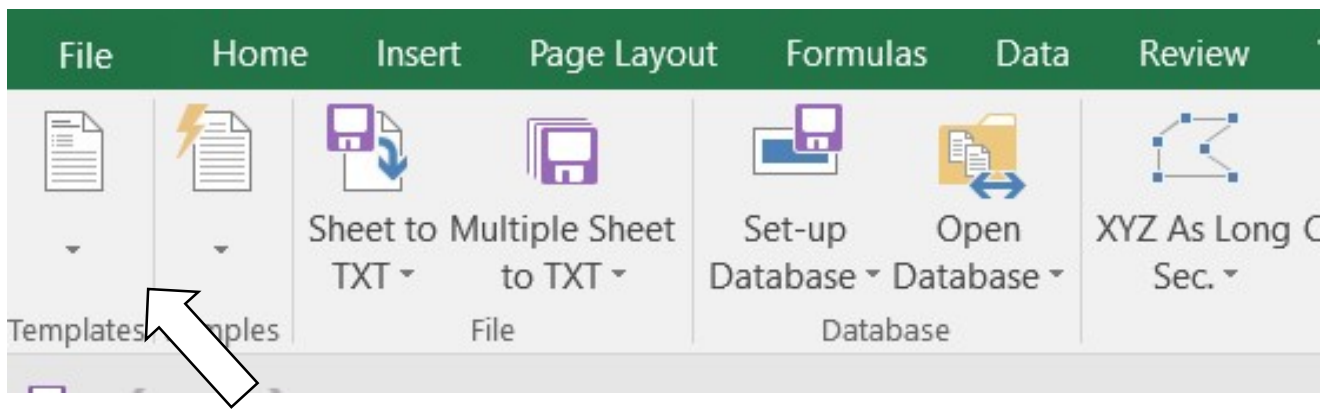 File Home Insert Page Layout Formulas Data Review
Sheet to TXT
Multiple Sheet to TXT
Set-up Database
Open Database
XYZ As Long Sec.
Templates
File
Database